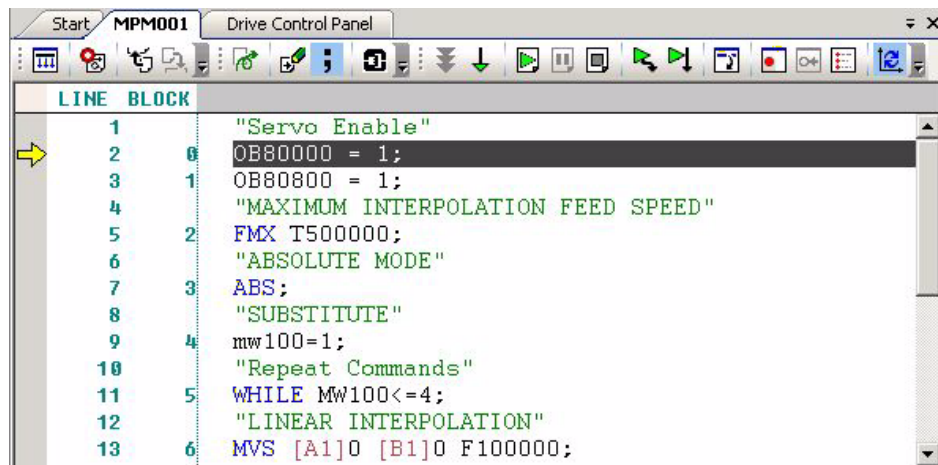 Start MPM001 Drive Control Panel
LINE BLOCK
1 "Servo Enable"
2 0 OB80000 = 1;
3 1 OB80800 = 1;
4 "MAXIMUM INTERPOLATION FEED SPEED"
5 2 FMX T500000;
6 "ABSOLUTE MODE"
7 3 ABS;
8 "SUBSTITUTE"
9 4 mw100=1;
10 "Repeat Commands"
11 5 WHILE MW100<=4;
12 "LINEAR INTERPOLATION"
13 6 MVS [A1]0 [B1]0 F100000;